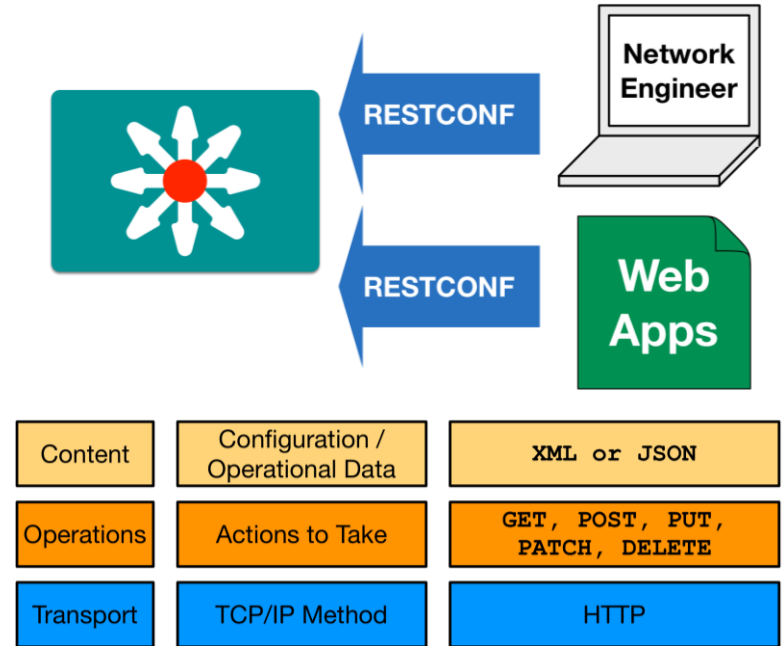 Network
Engineer
RESTCONF
RESTCONF
Web
Apps
Content
Configuration /
Operational Data
XML or JSON
Operations
Actions to Take
GET, POST, PUT,
PATCH, DELETE
Transport
TCP/IP Method
HTTP